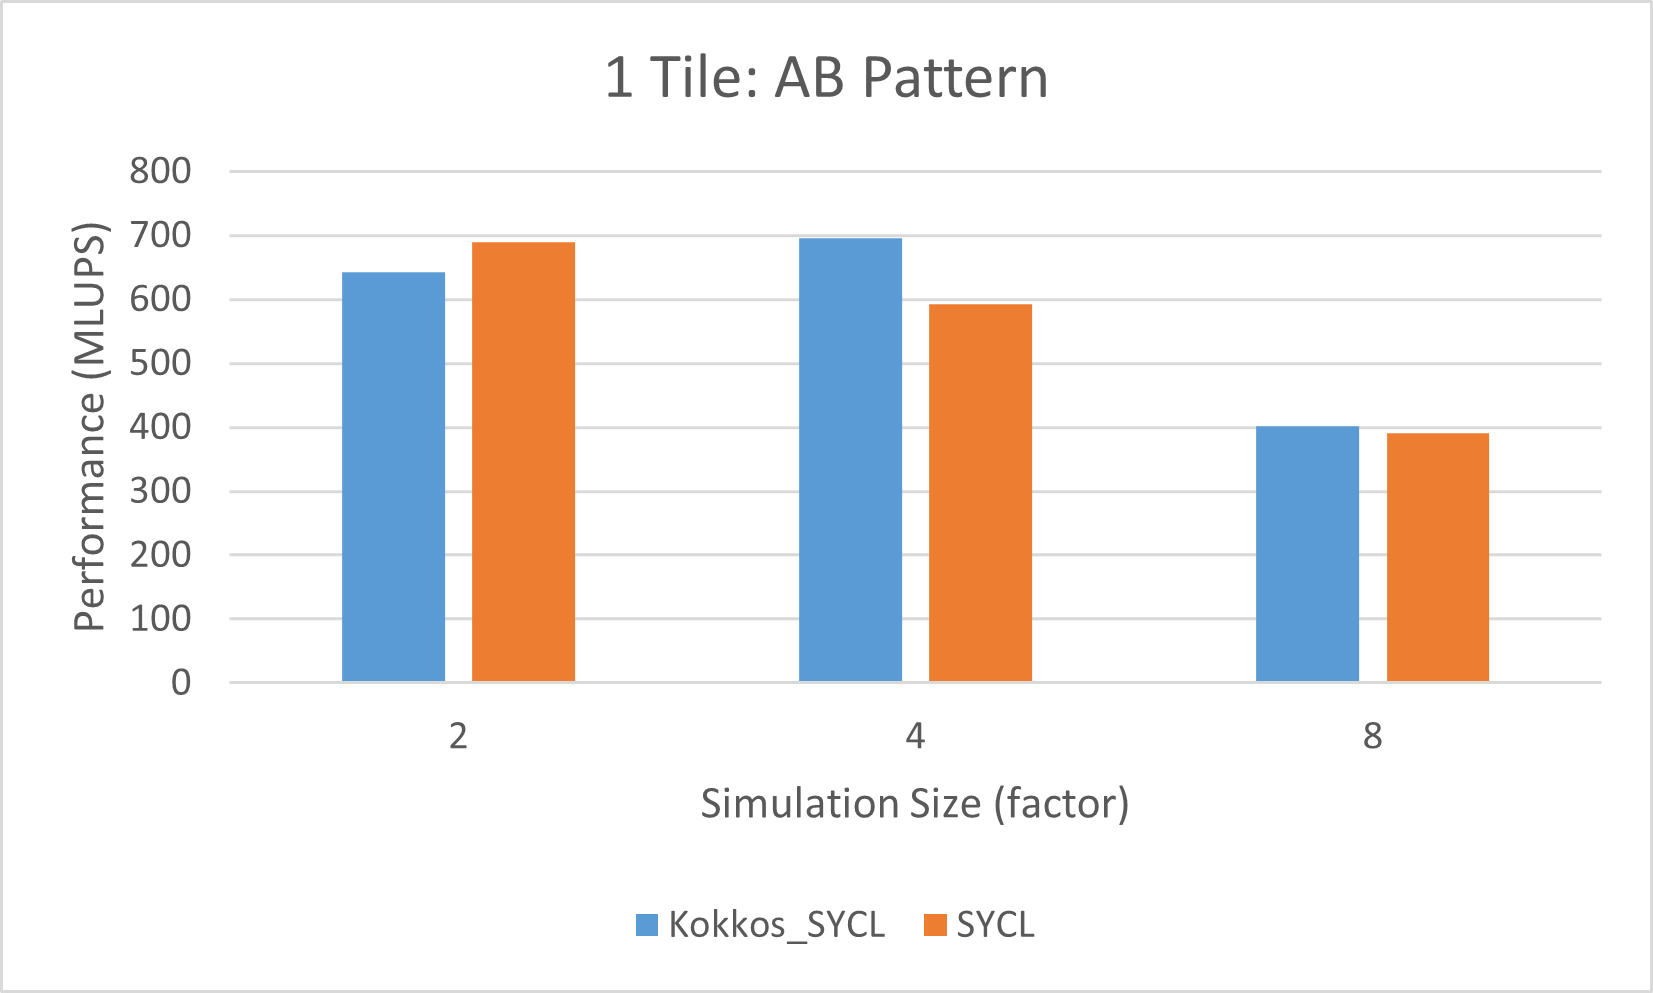 1 Tile: AB Pattern
Performance (MLUPS)
800
700
600
500
400
300
200
100
0
2 4 8
Simulation Size (factor)
Kokkos_SYCL SYCL